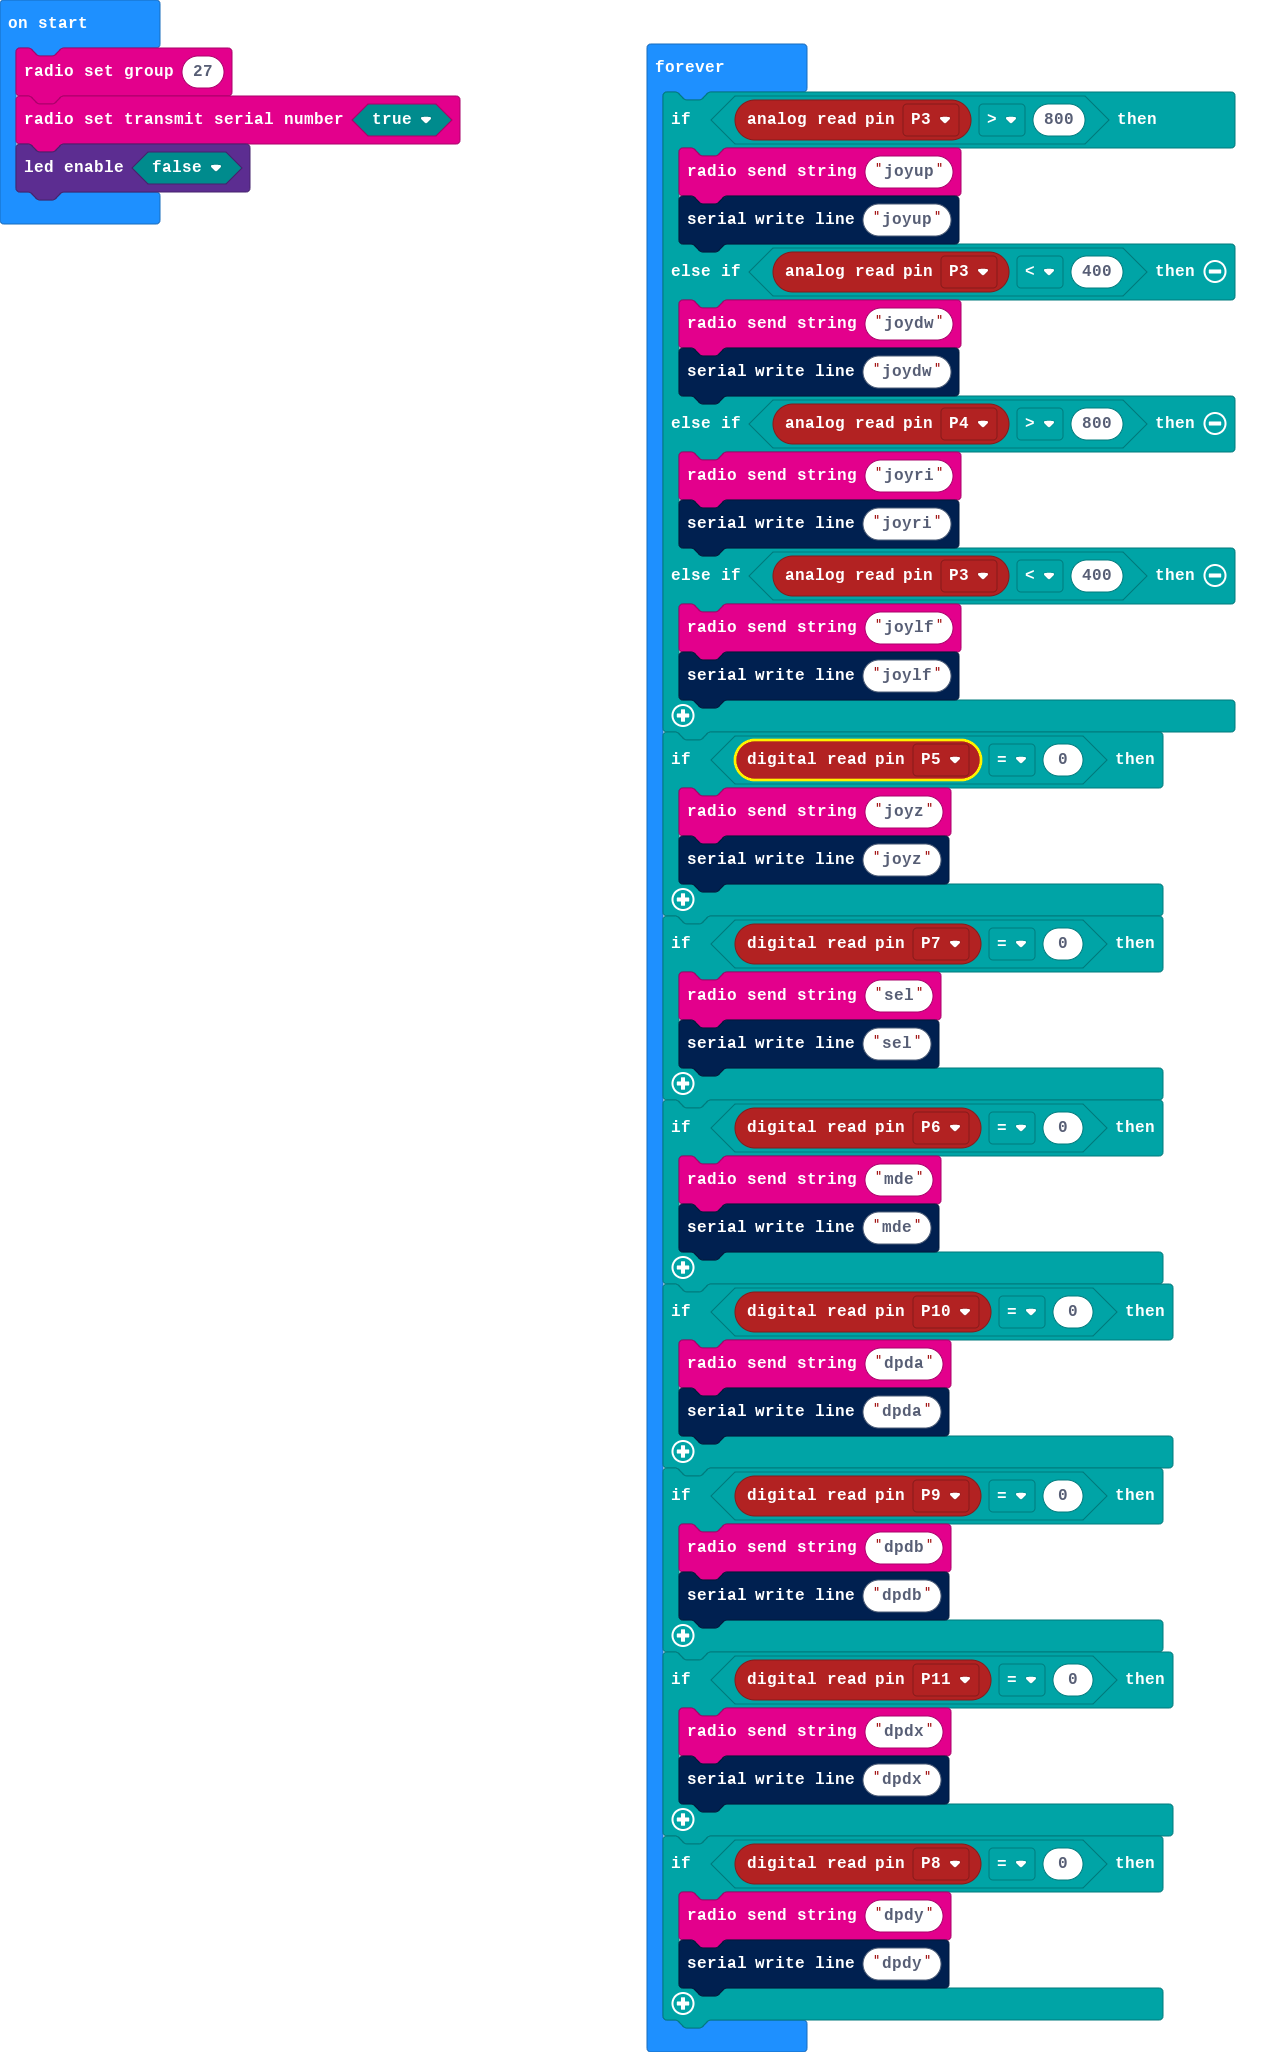 on start
radio set group 27
radio set transmit serial number true
led enable false
forever
if analog read pin P3 > 800 then
radio send string "joyup"
serial write line "joyup"
else if analog read pin P3 < 400 then
radio send string "joydw"
serial write line "joydw"
else if analog read pin P4 > 800 then
radio send string "joyri"
serial write line "joyri"
else if analog read pin P3 < 400 then
radio send string "joylf"
serial write line "joylf"
if digital read pin P5 = 0 then
radio send string "joyz"
serial write line "joyz"
if digital read pin P7 = 0 then
radio send string "sel"
serial write line "sel"
if digital read pin P6 = 0 then
radio send string "mde"
serial write line "mde"
if digital read pin P10 = 0 then
radio send string "dpda"
serial write line "dpda"
if digital read pin P9 = 0 then
radio send string "dpdb"
serial write line "dpdb"
if digital read pin P11 = 0 then
radio send string "dpdx"
serial write line "dpdx"
if digital read pin P8 = 0 then
radio send string "dpdy"
serial write line "dpdy"